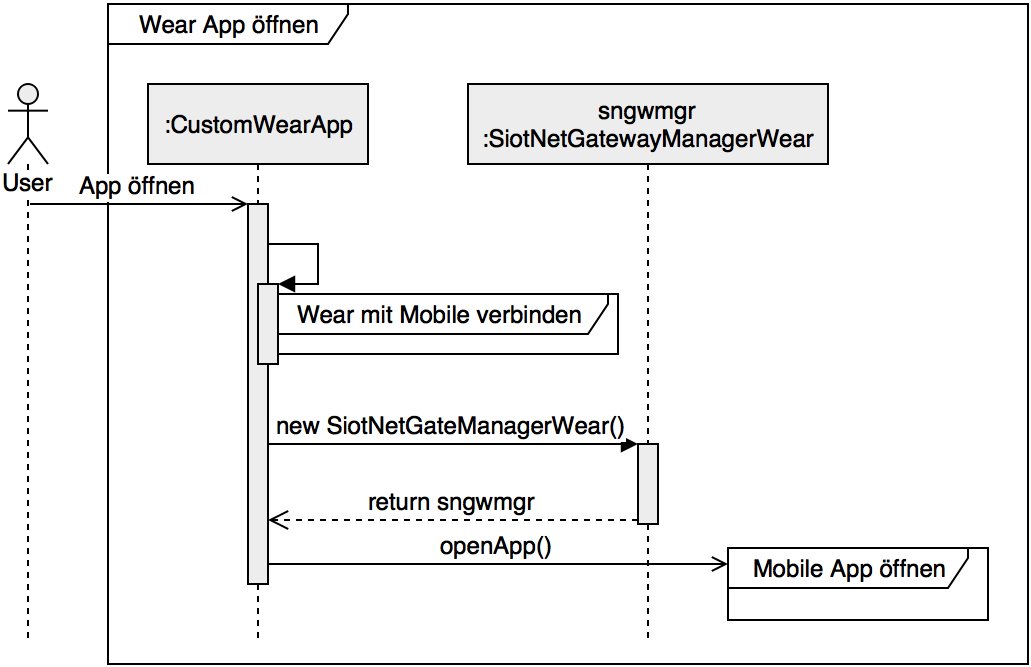 Wear App öffnen
:CustomWearApp
sngwmgr
:SiotNetGatewayManagerWear
User
App öffnen
Wear mit Mobile verbinden
new SiotNetGateManagerWear()
return sngwmgr
openApp()
Mobile App öffnen